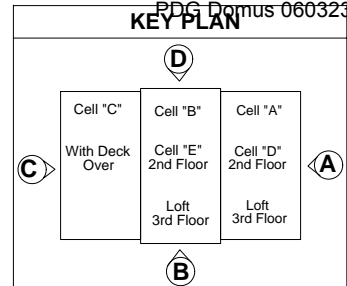 PDG Domus 060323
KEY PLAN
D
Cell "C" Cell "B" Cell "A"
With Deck Over Cell "E" 2nd Floor Cell "D" 2nd Floor
C A
Loft 3rd Floor Loft 3rd Floor
B